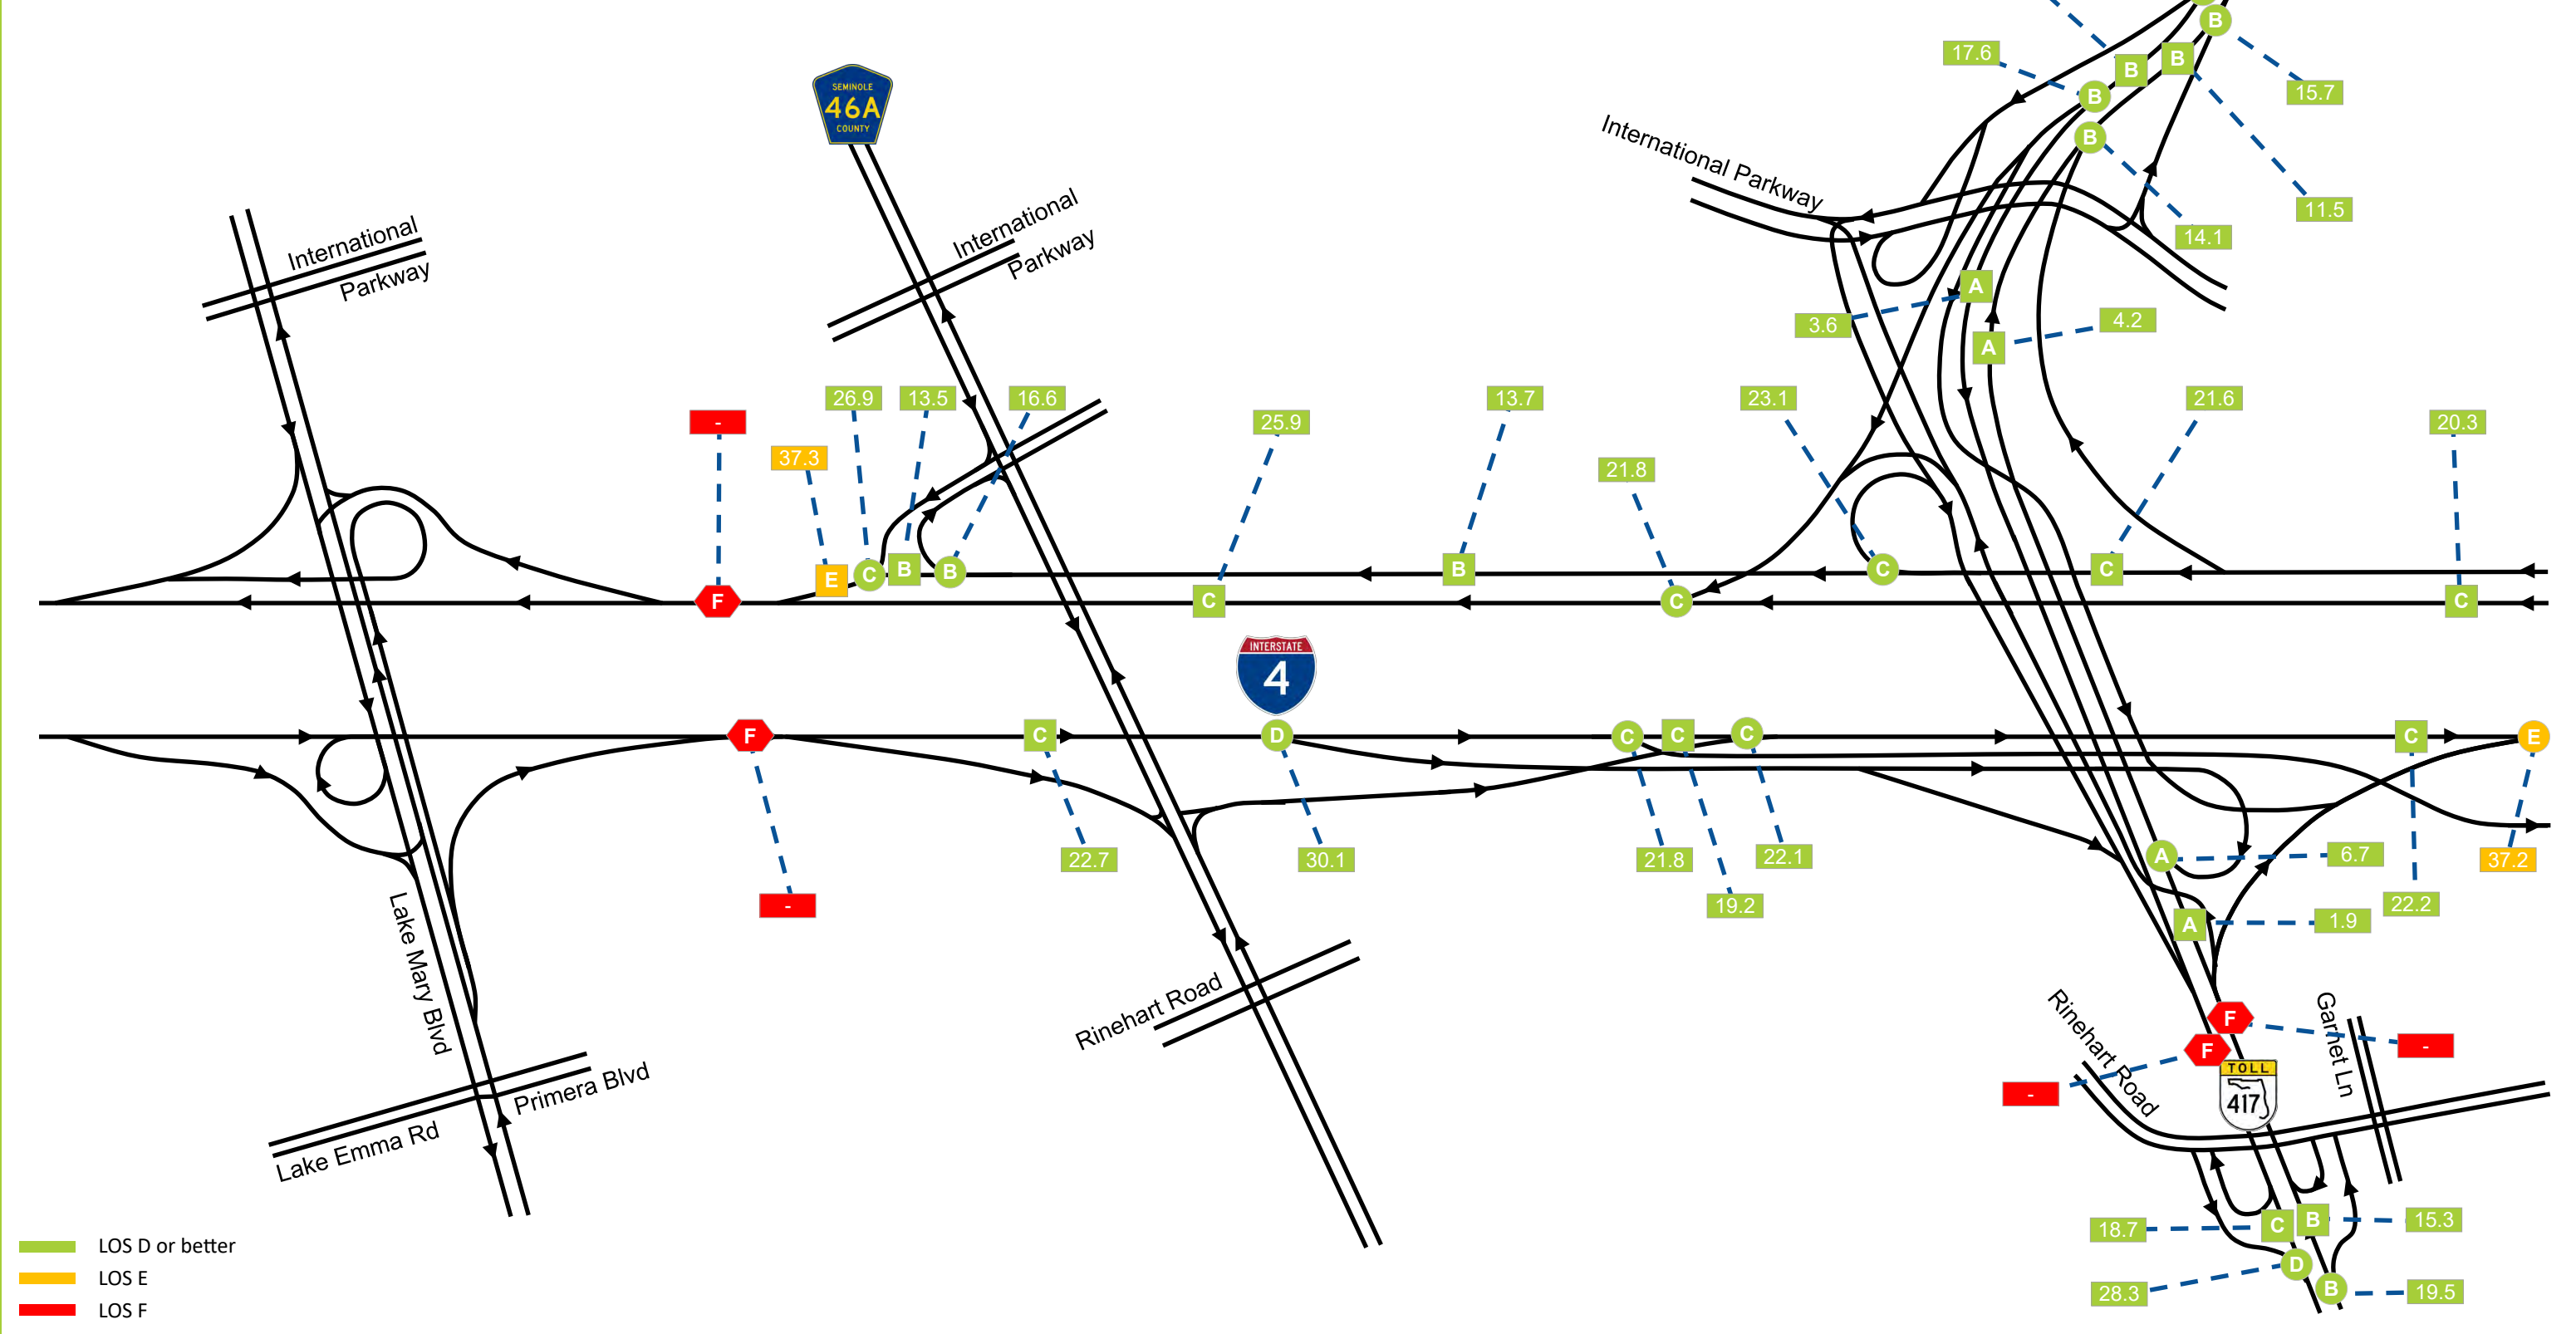 B
17.6
B
B
15.7
SEMINOLE
46A
COUNTY
B
International Parkway
B
11.5
14.1
International
Parkway
International
Parkway
A
3.6
4.2
A
26.9
13.5
16.6
13.7
23.1
21.6
-
25.9
20.3
37.3
21.8
E
C
B
B
B
C
C
F
C
C
C
INTERSTATE
4
F
C
D
C
C
C
C
E
22.7
30.1
21.8
22.1
A
6.7
37.2
-
19.2
22.2
A
1.9
Lake Mary Blvd
Rinehart Road
Rinehart Road
Garnet Ln
F
-
F
-
TOLL
417
Primera Blvd
Lake Emma Rd
18.7
C
B
15.3
D
28.3
B
19.5
LOS D or better
LOS E
LOS F